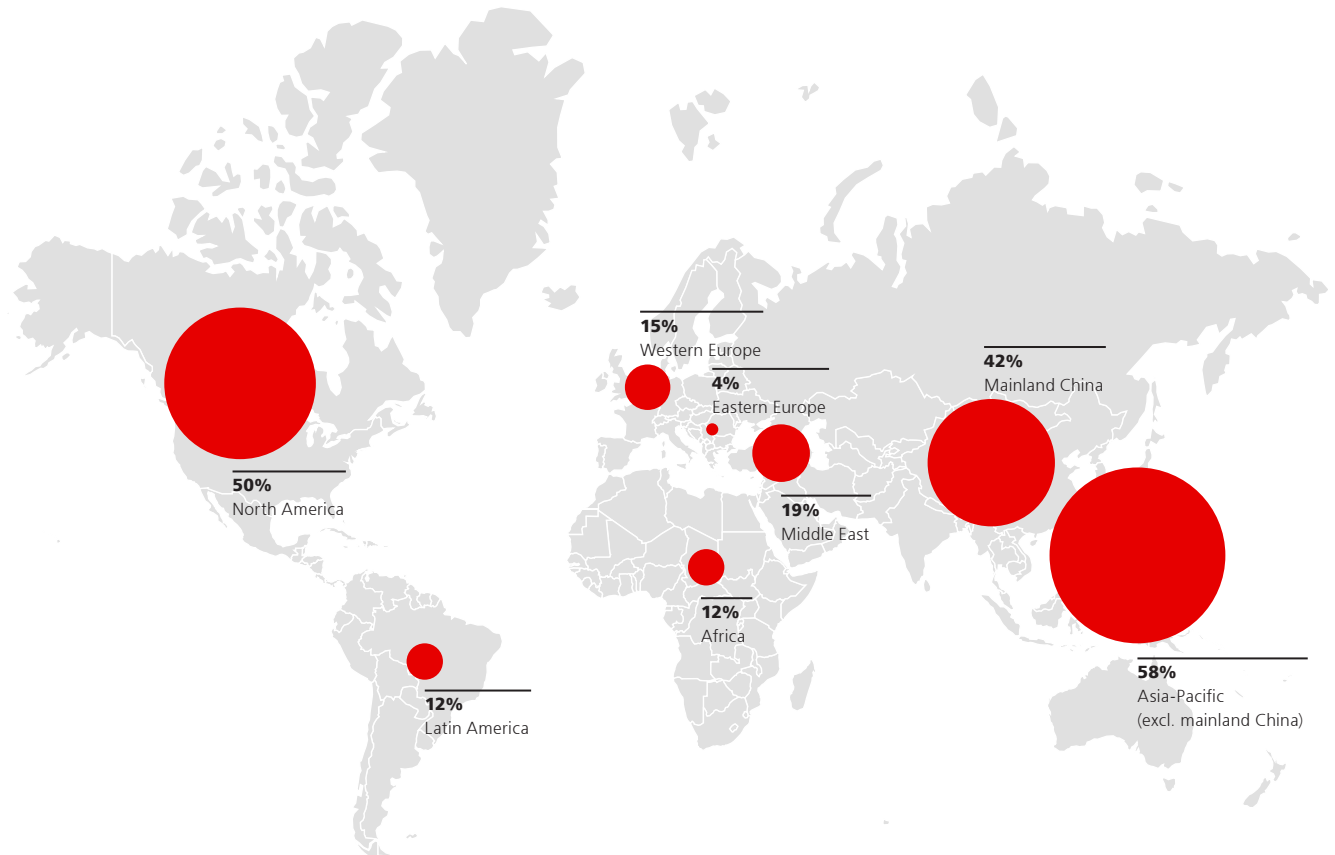 15%
Western Europe
4%
Eastern Europe
42%
Mainland China
50%
North America
19%
Middle East
12%
Africa
58%
Asia-Pacific
(excl. mainland China)
12%
Latin America